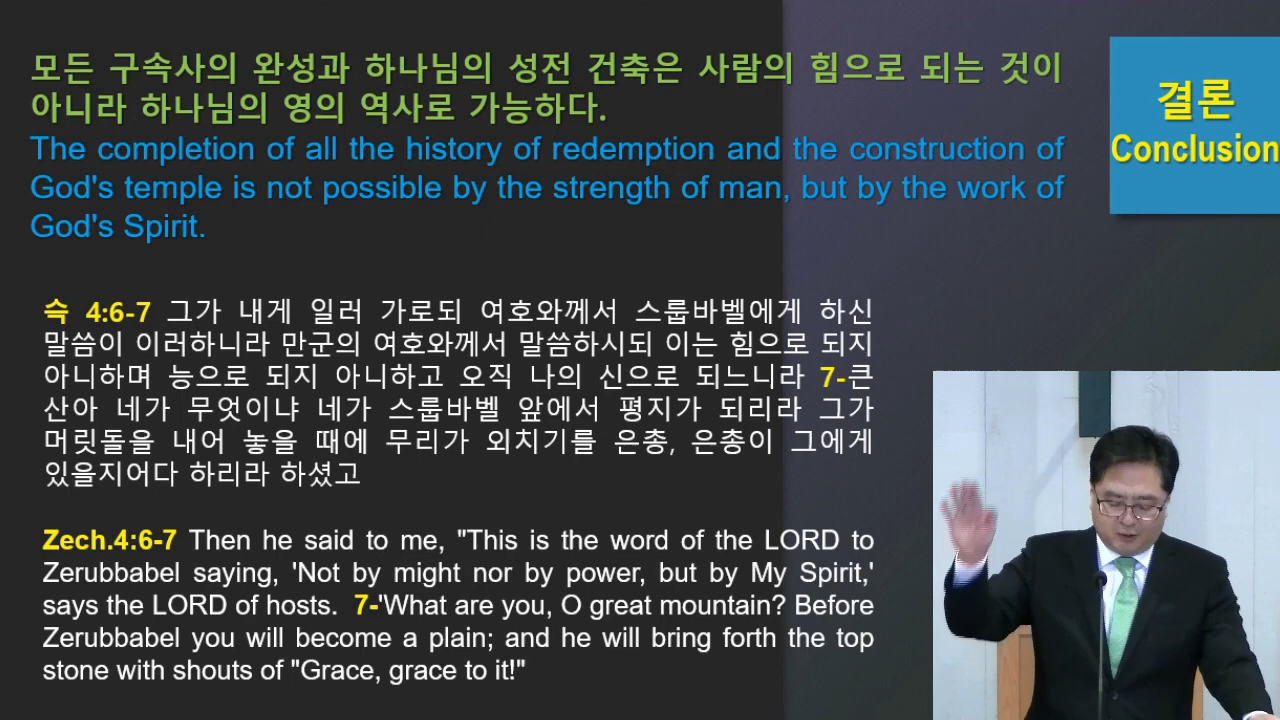 모든 구속사의 완성과 하나님의 성전 건축은 사람의 힘으로 되는 것이
아니라 하나님의 영의 역사로 가능하다.
The completion of all the history of redemption and the construction of
God's temple is not possible by the strength of man, but by the work of
God's Spirit.
결론
Conclusion
슥 4:6-7 그가 내게 일러 가로되 여호와께서 스룹바벨에게 하신
말씀이 이러하니라 만군의 여호와께서 말씀하시되 이는 힘으로 되지
아니하며 능으로 되지 아니하고 오직 나의 신으로 되느니라 7-큰
산아 네가 무엇이냐 네가 스룹바벨 앞에서 평지가 되리라 그가
머릿돌을 내어 놓을 때에 무리가 외치기를 은총, 은총이 그에게
있을지어다 하리라 하셨고
Zech.4:6-7 Then he said to me, "This is the word of the LORD to
Zerubbabel saying, 'Not by might nor by power, but by My Spirit,'
says the LORD of hosts. 7-'What are you, O great mountain? Before
Zerubbabel you will become a plain; and he will bring forth the top
stone with shouts of "Grace, grace to it!"